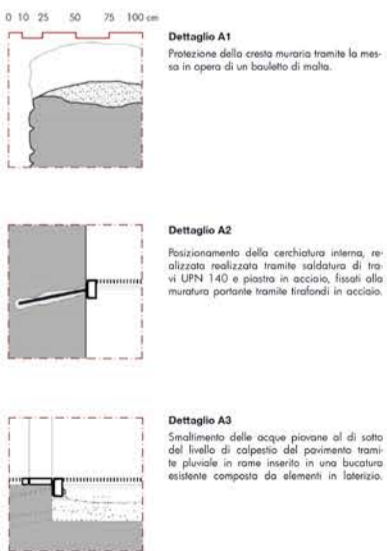 0 10 25 50 75 100 cm
Dettaglio A1
Protezione della cresta muraria tramite la mes-
sa in opera di un bauletto di malta.
Dettaglio A2
Posizionamento della cerchiatura interna, re-
alizzata realizzata tramite saldatura di tra-
vi UPN 140 e piastra in acciaio, fissati alla
muratura portante tramite tirafondi in acciaio.
Dettaglio A3
Smaltimento delle acque piovane al di sotto
del livello di calpestio del pavimento trami-
te pluviale in rame inserito in una bucatura
esistente composta da elementi in laterizio.